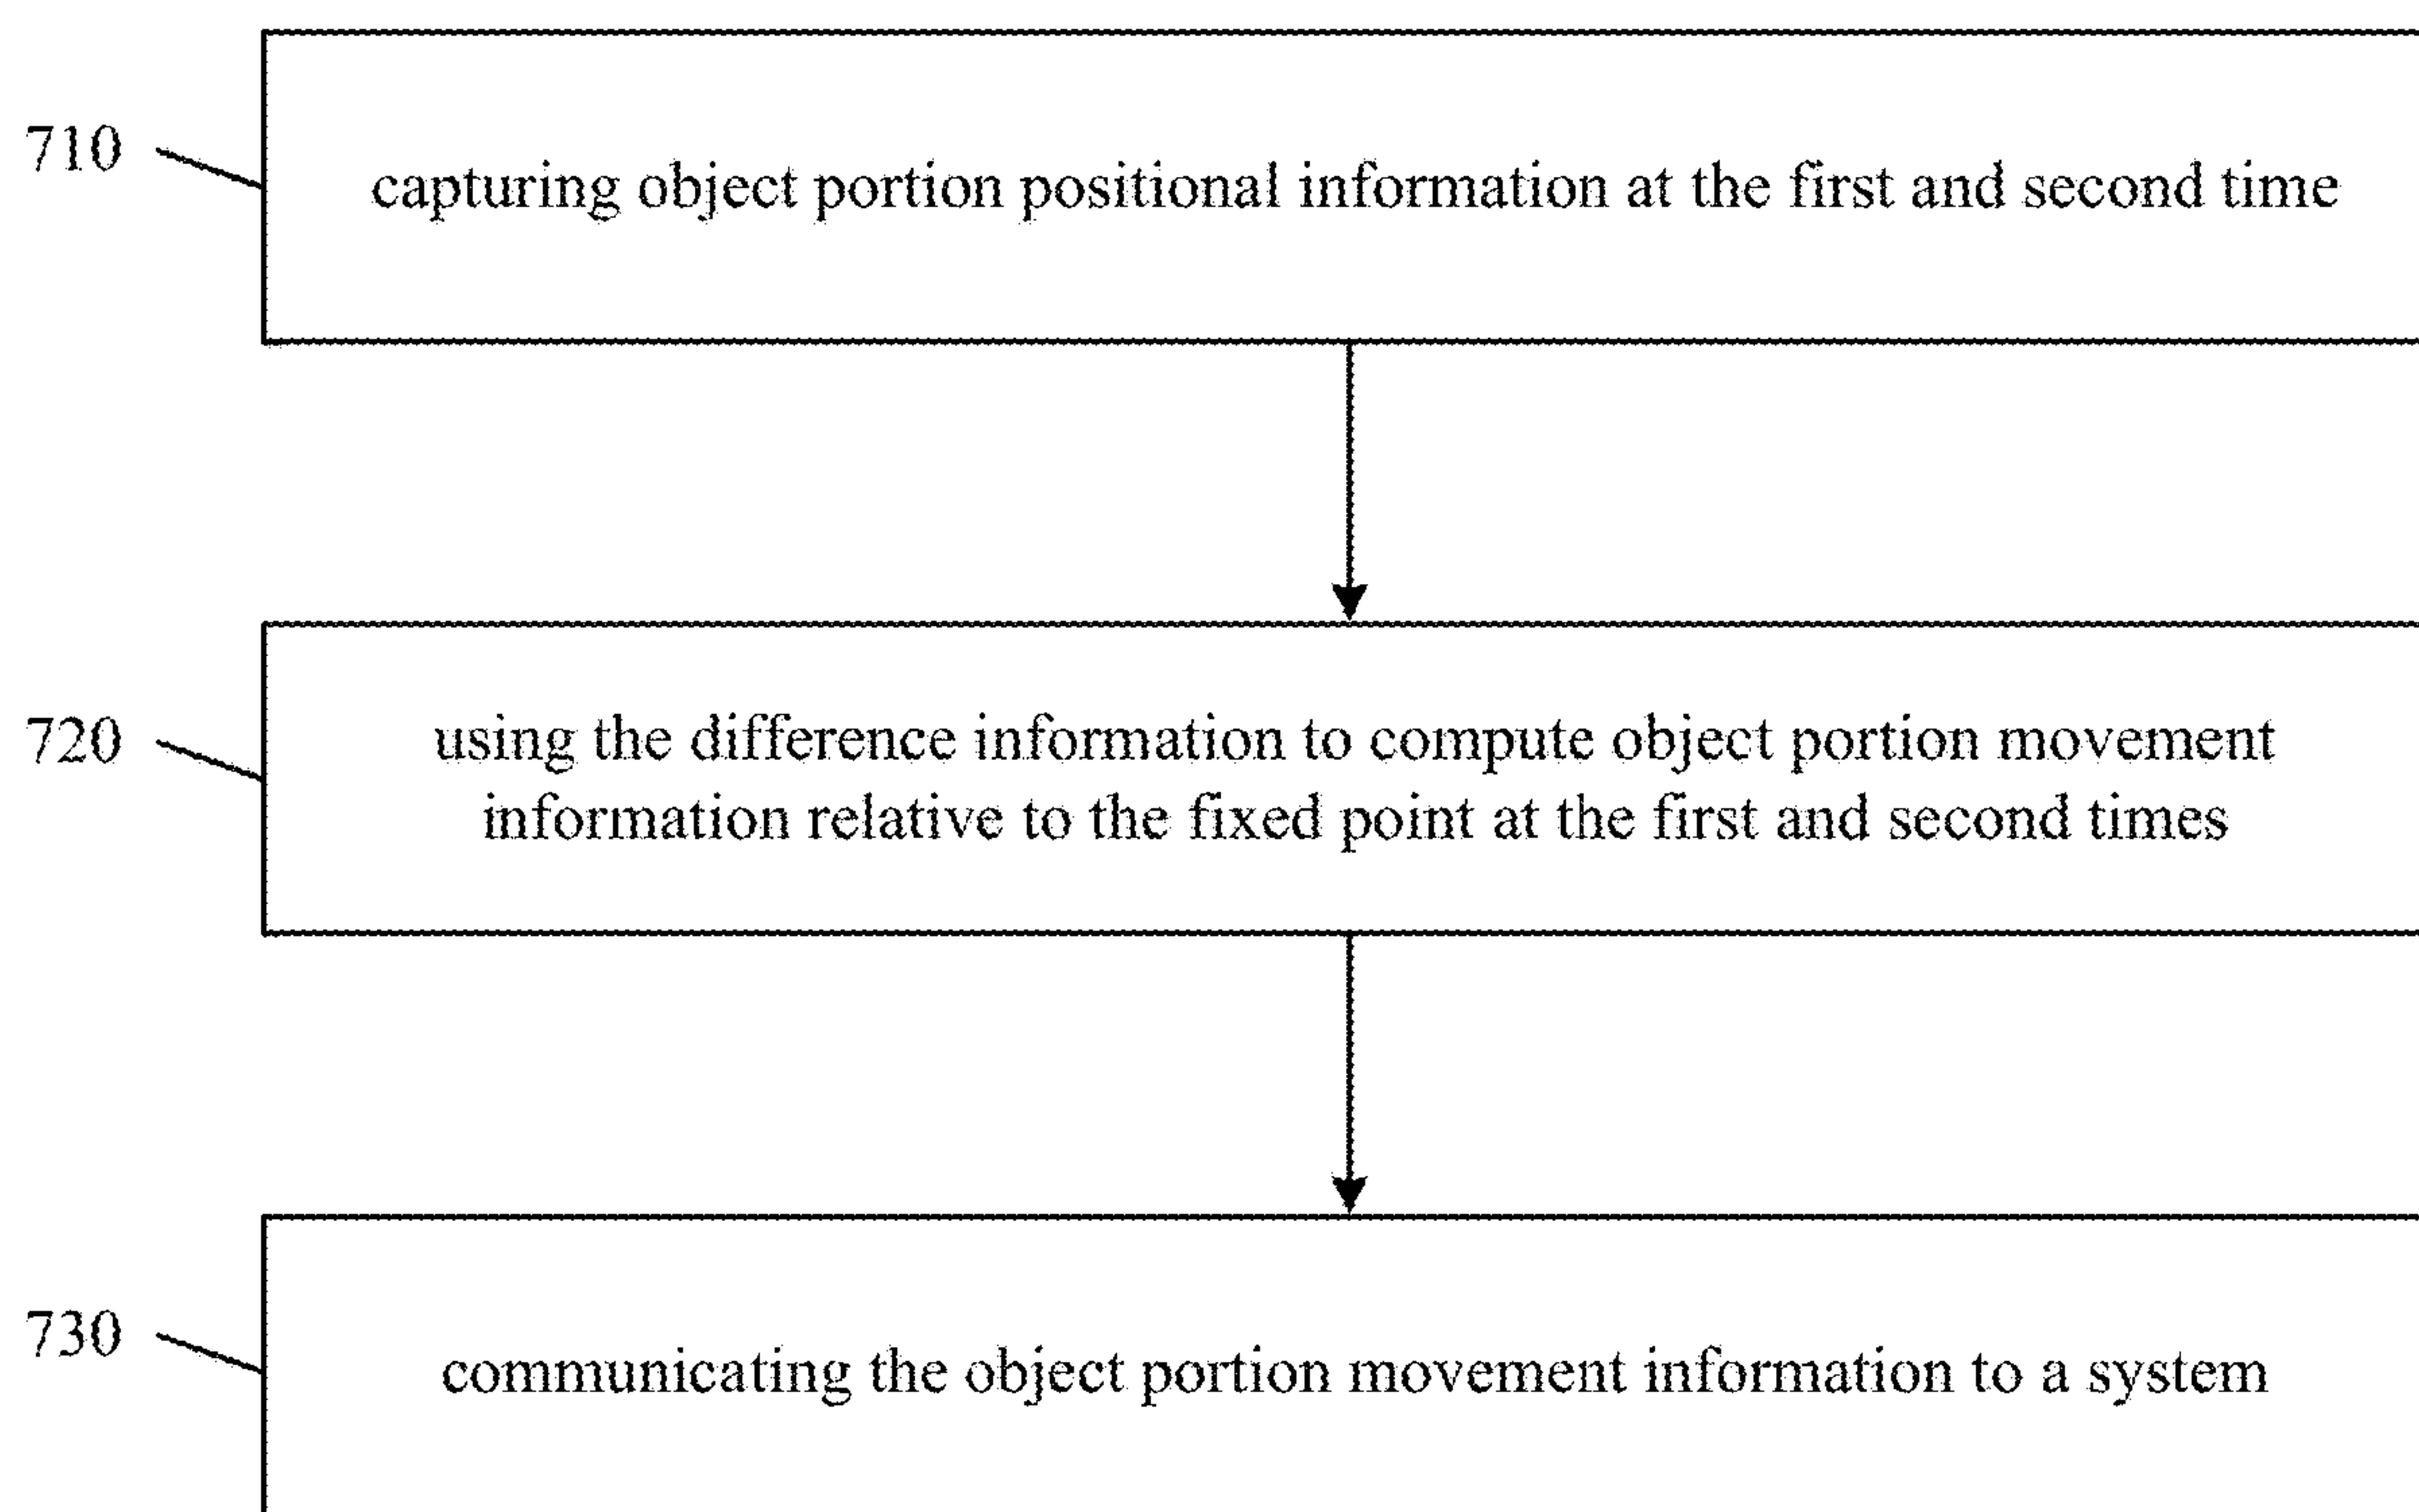 710
capturing object portion positional information at the first and second time
720
using the difference information to compute object portion movement
information relative to the fixed point at the first and second times
730
communicating the object portion movement information to a system